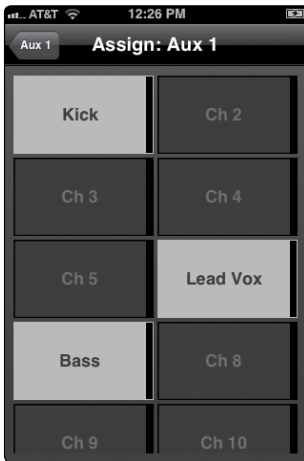 AT&T 12:26 PM
Aux 1 Assign: Aux 1
Kick Ch 2
Ch 3 Ch 4
Ch 5 Lead Vox
Bass Ch 8
Ch 9 Ch 10